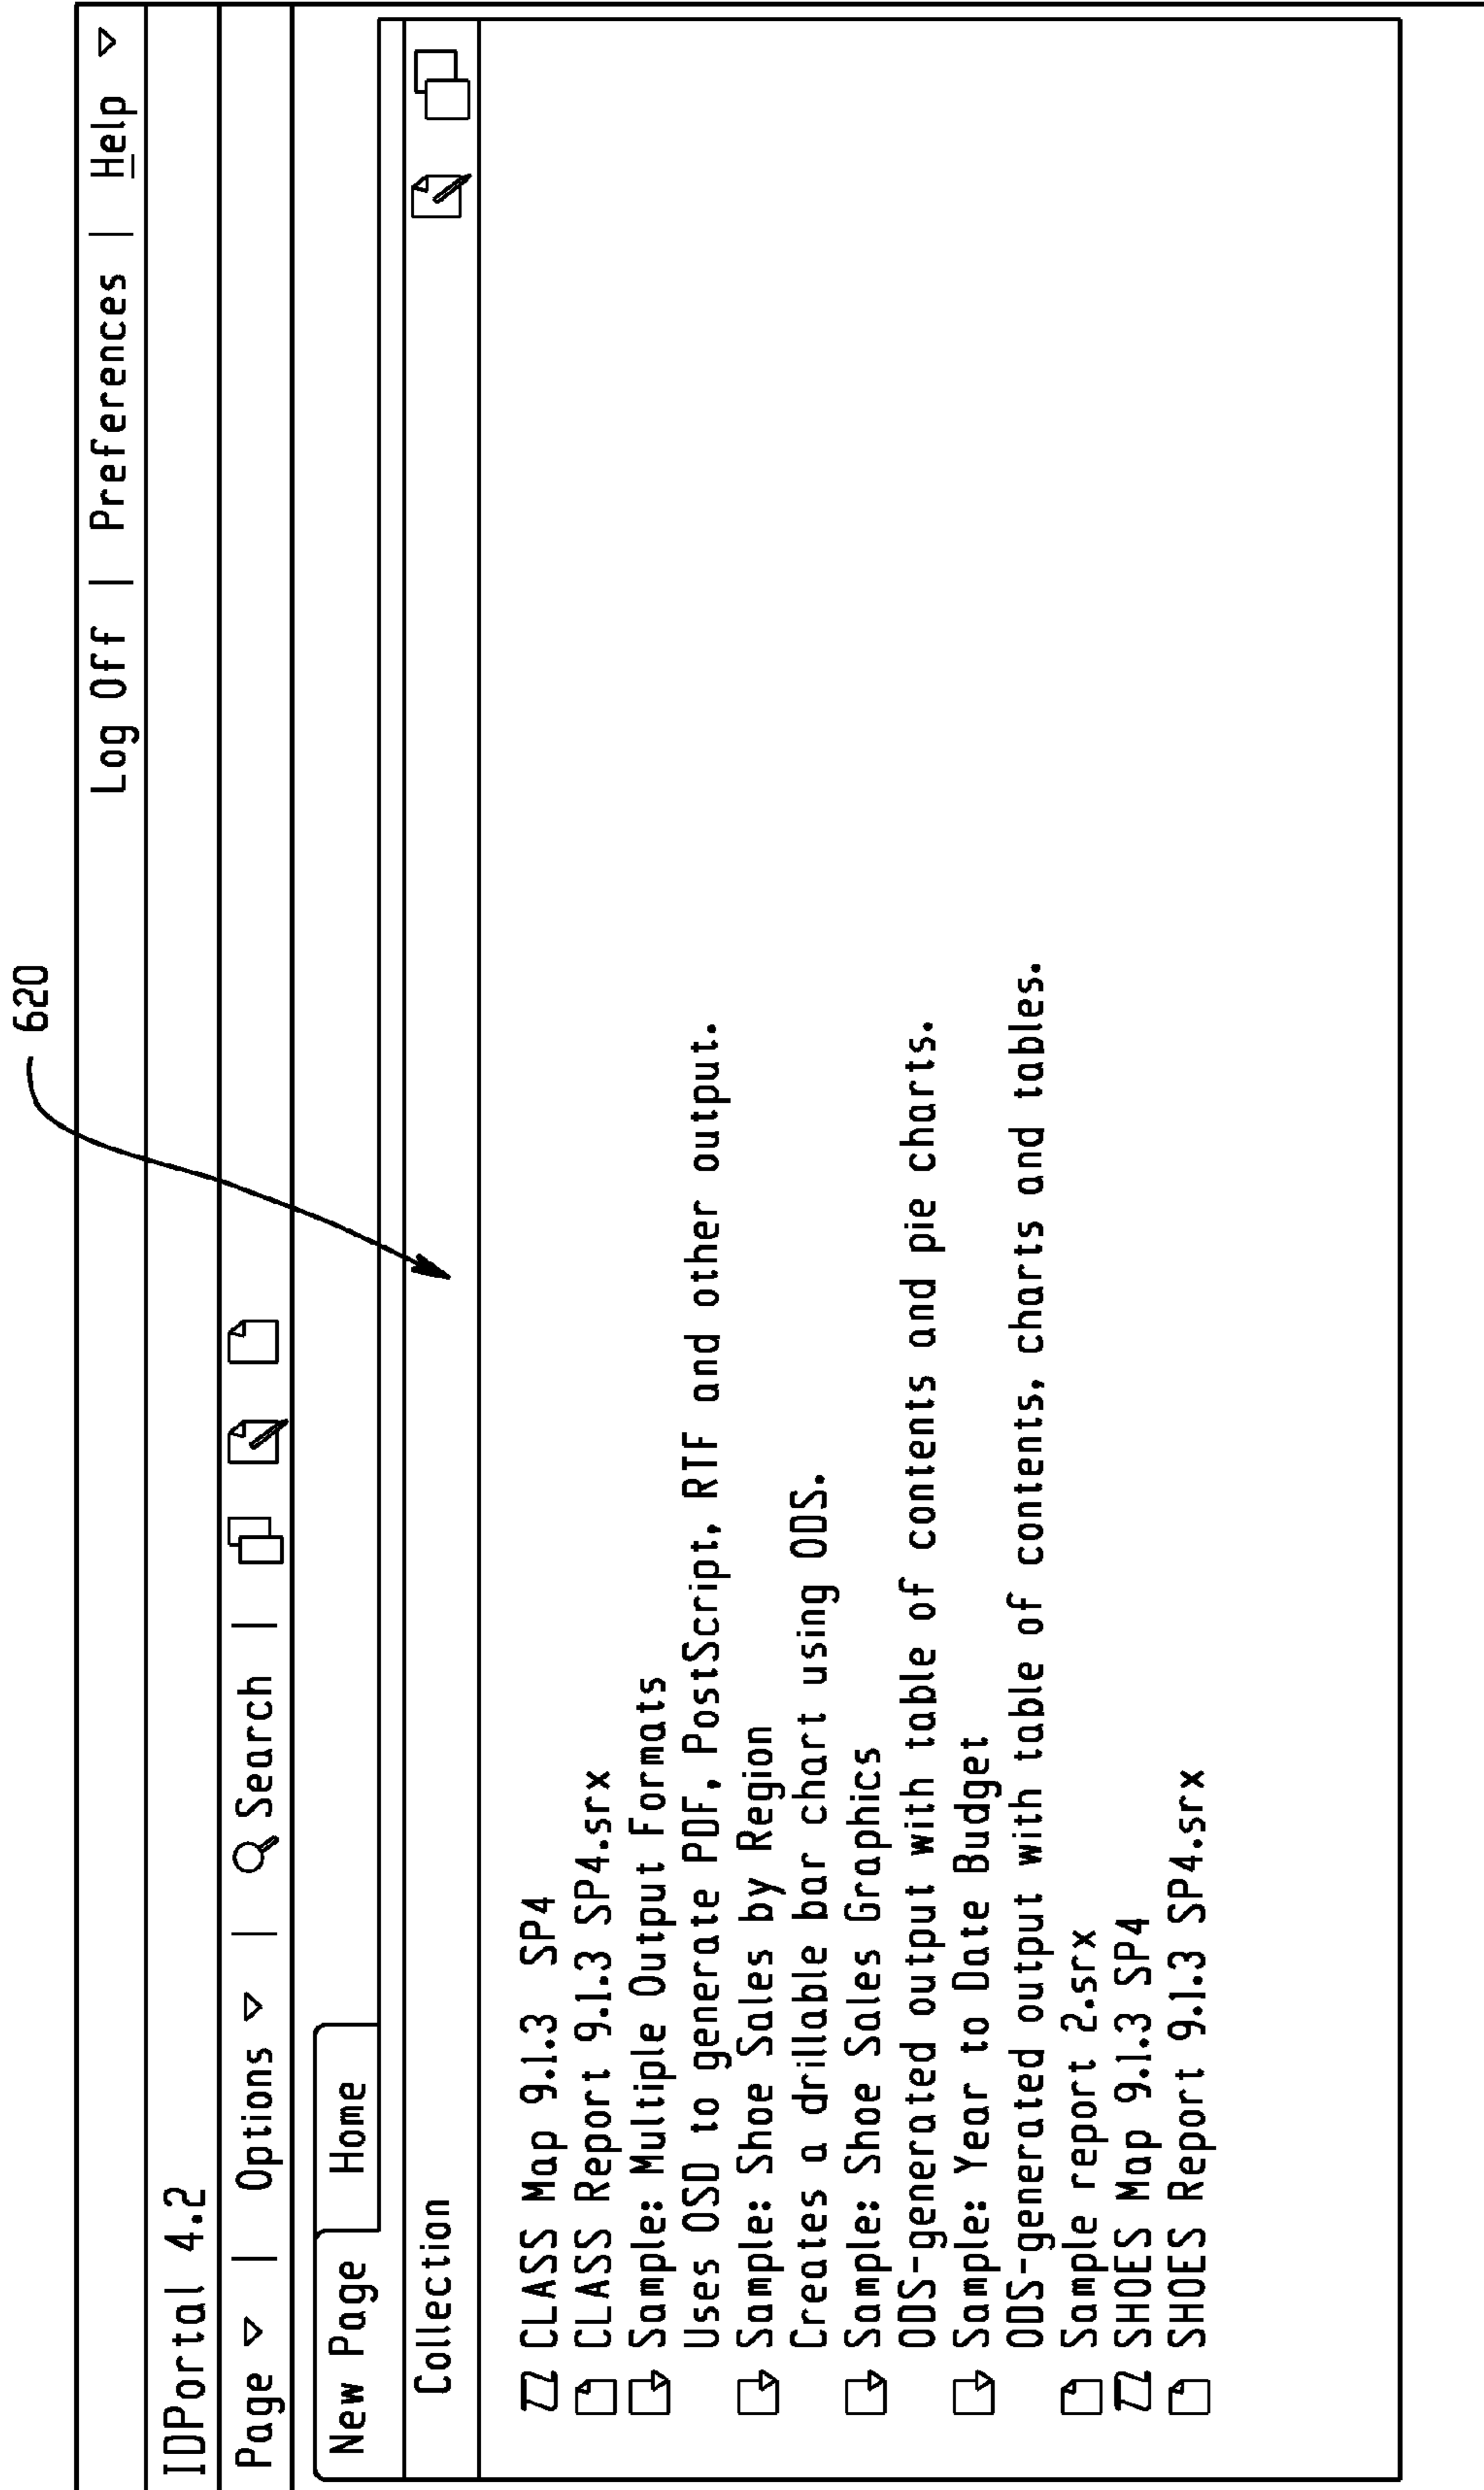 620
Log Off | Preferences | Help
IDPortal 4.2
Page | Options | Search |
New Page Home
Collection
CLASS Map 9.1.3 SP4
CLASS Report 9.1.3 SP4.srx
Sample: Multiple Output Formats
Uses OSD to generate PDF, PostScript, RTF and other output.
Sample: Shoe Sales by Region
Creates a drillable bar chart using ODS.
Sample: Shoe Sales Graphics
ODS-generated output with table of contents and pie charts.
Sample: Year to Date Budget
ODS-generated output with table of contents, charts and tables.
Sample report 2.srx
SHOES Map 9.1.3 SP4
SHOES Report 9.1.3 SP4.srx